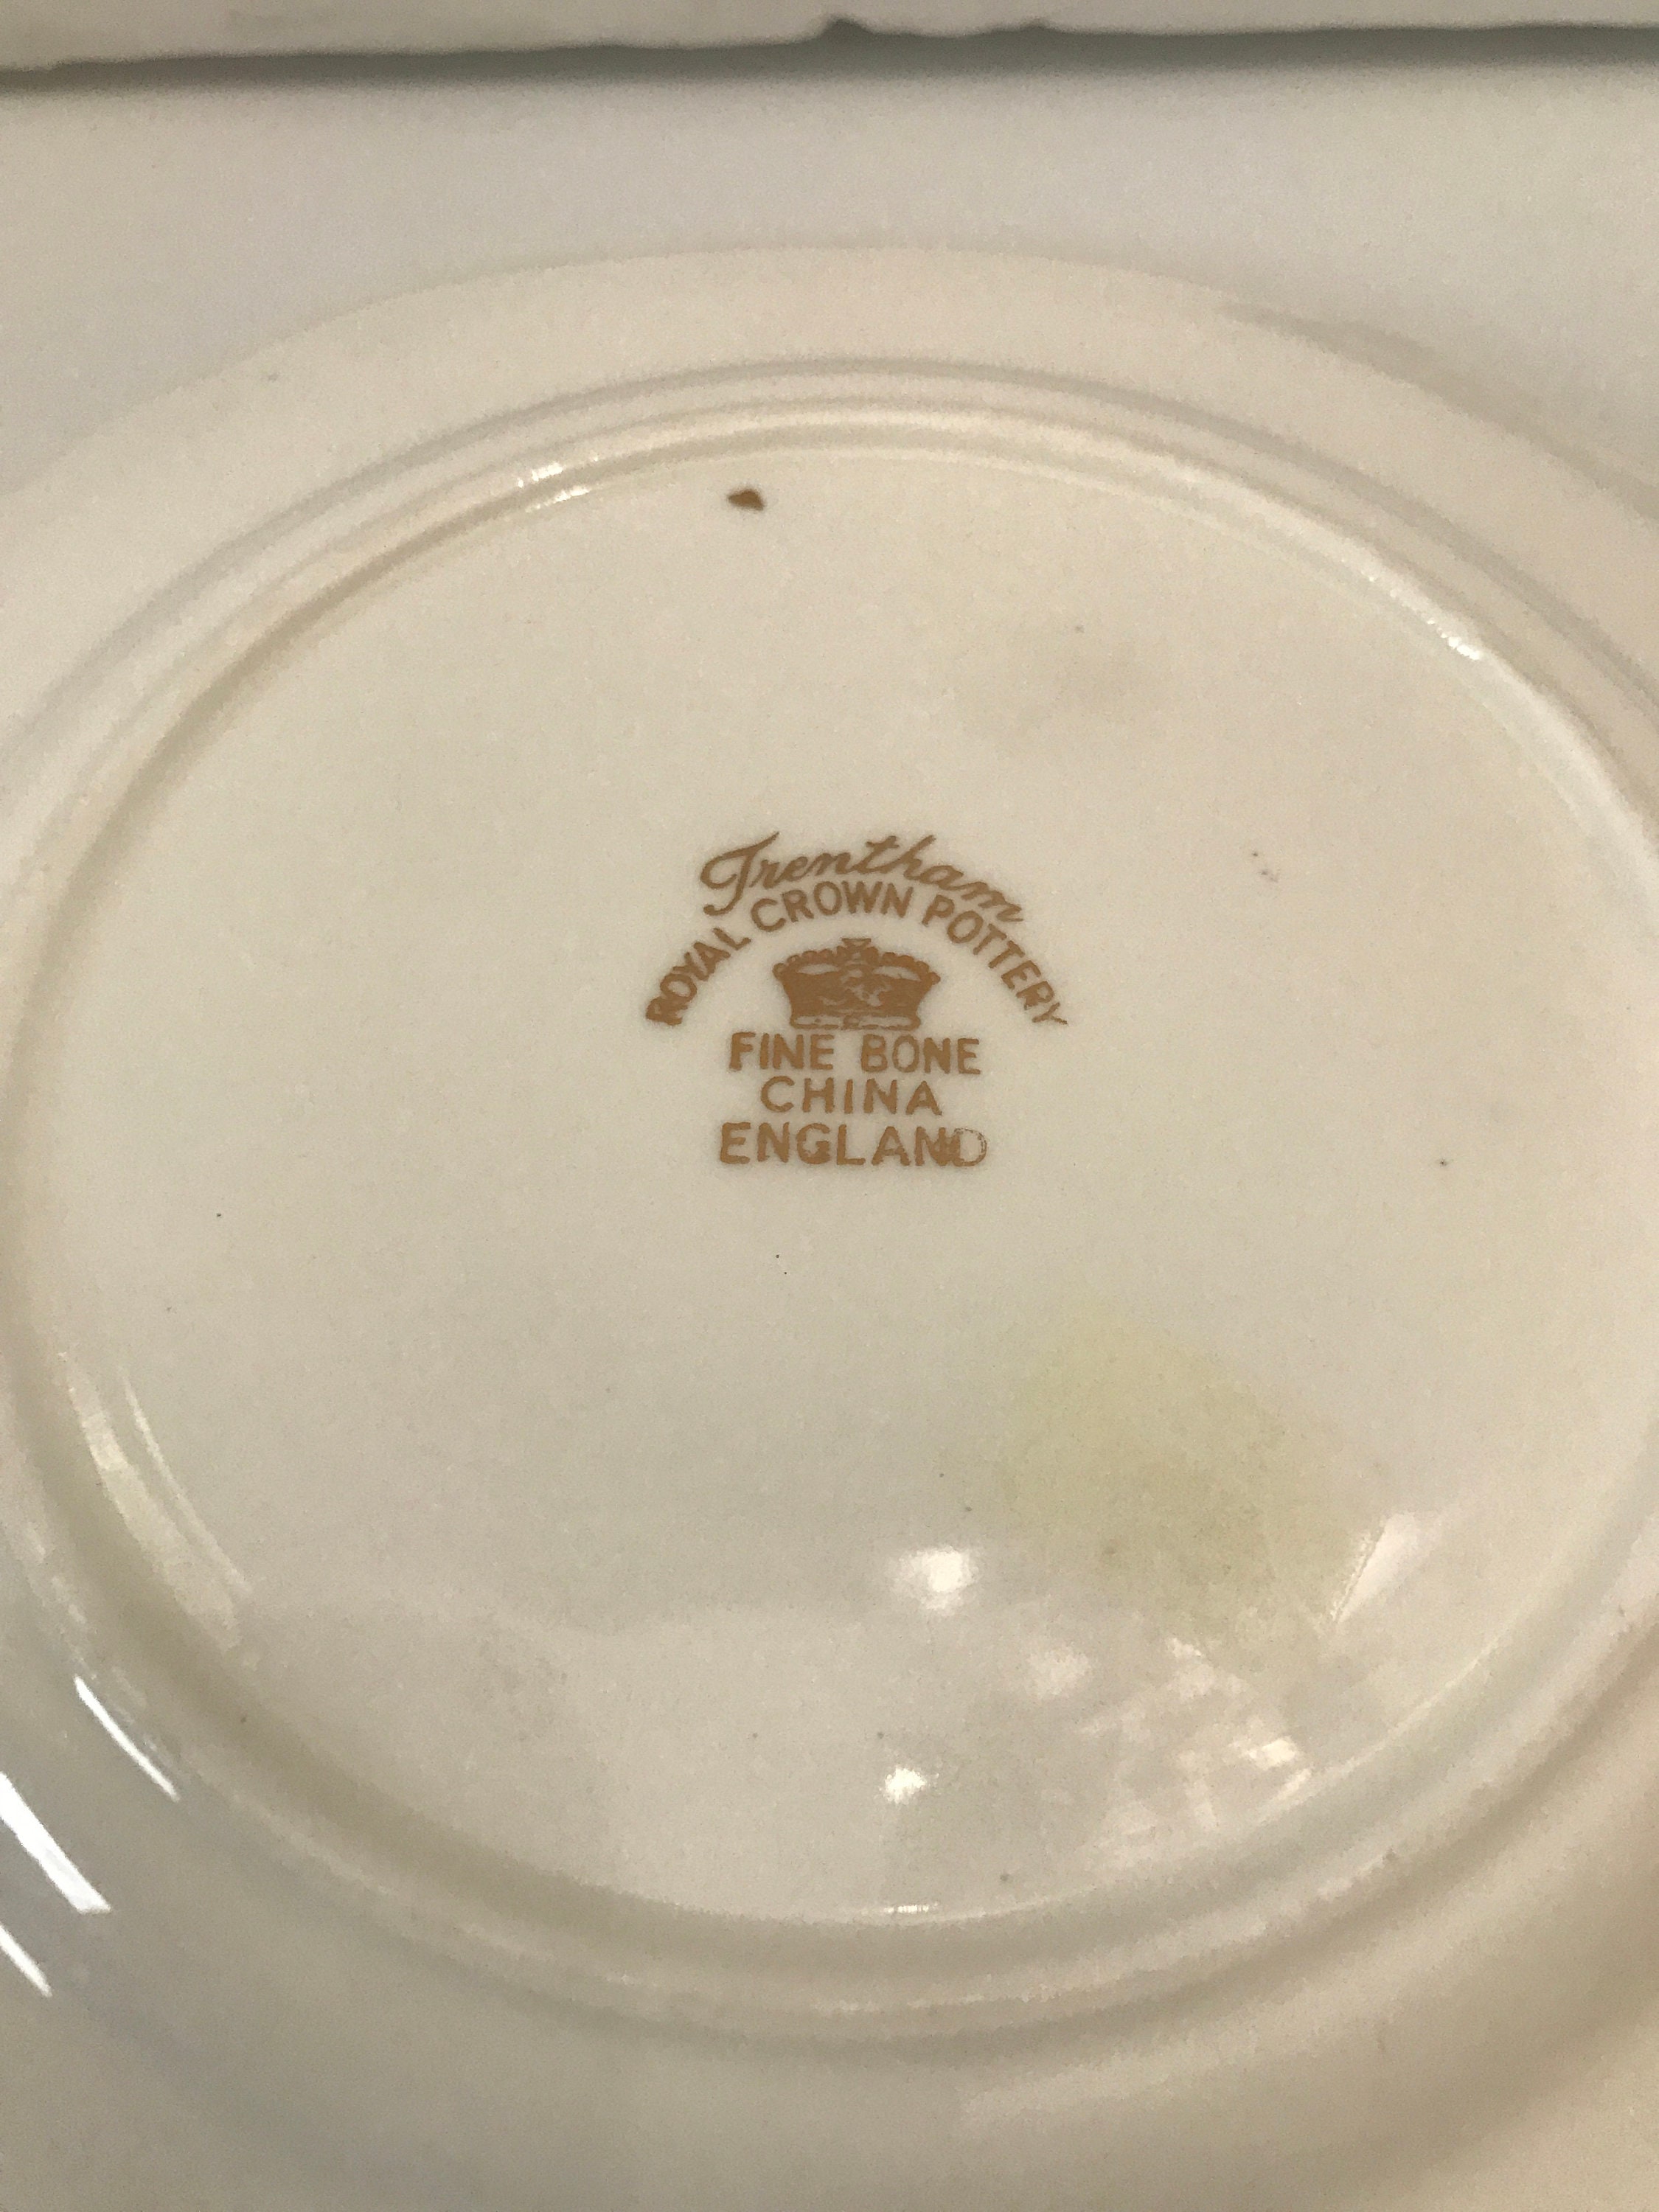 Trentham
ROYAL CROWN POTTERY
FINE BONE
CHINA
ENGLAND